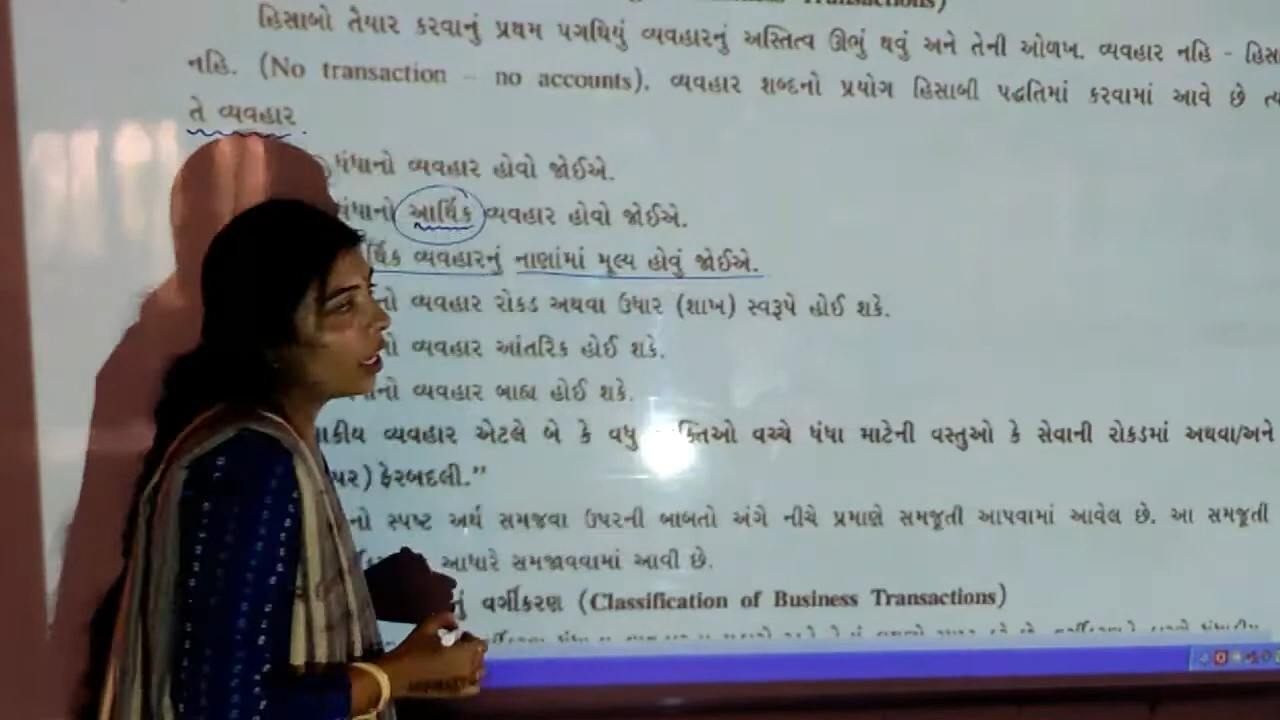 Transactions)
હિસાબો તૈયાર કરવાનું પ્રથમ પગથિયું વ્યવહારનું અસ્તિત્વ ઊભું થવું અને તેની ઓળખ. વ્યવહાર નહિ - હિસા
નહિ. (No transaction – no accounts). વ્યવહાર શબ્દનો પ્રયોગ હિસાબી પદ્ધતિમાં કરવામાં આવે છે ત્યા
તે વ્યવહાર
ધંધાનો વ્યવહાર હોવો જોઈએ.
ધંધાનો આર્થિક વ્યવહાર હોવો જોઈએ.
ર્થિક વ્યવહારનું નાણાંમાં મૂલ્ય હોવું જોઈએ.
વ્યવહાર રોકડ અથવા ઉધાર (શાખ) સ્વરૂપે હોઈ શકે.
વ્યવહાર આંતરિક હોઈ શકે.
નો વ્યવહાર બાહ્ય હોઈ શકે.
કીય વ્યવહાર એટલે બે કે વધુ ક્તિઓ વચ્ચે ધંધા માટેની વસ્તુઓ કે સેવાની રોકડમાં અથવા/અને
પર) ફેરબદલી.”
નો સ્પષ્ટ અર્થ સમજવા ઉપરની બાબતો અંગે નીચે પ્રમાણે સમજૂતી આપવામાં આવેલ છે. આ સમજૂતી
આધારે સમજાવવામાં આવી છે.
નું વર્ગીકરણ (Classification of Business Transactions)